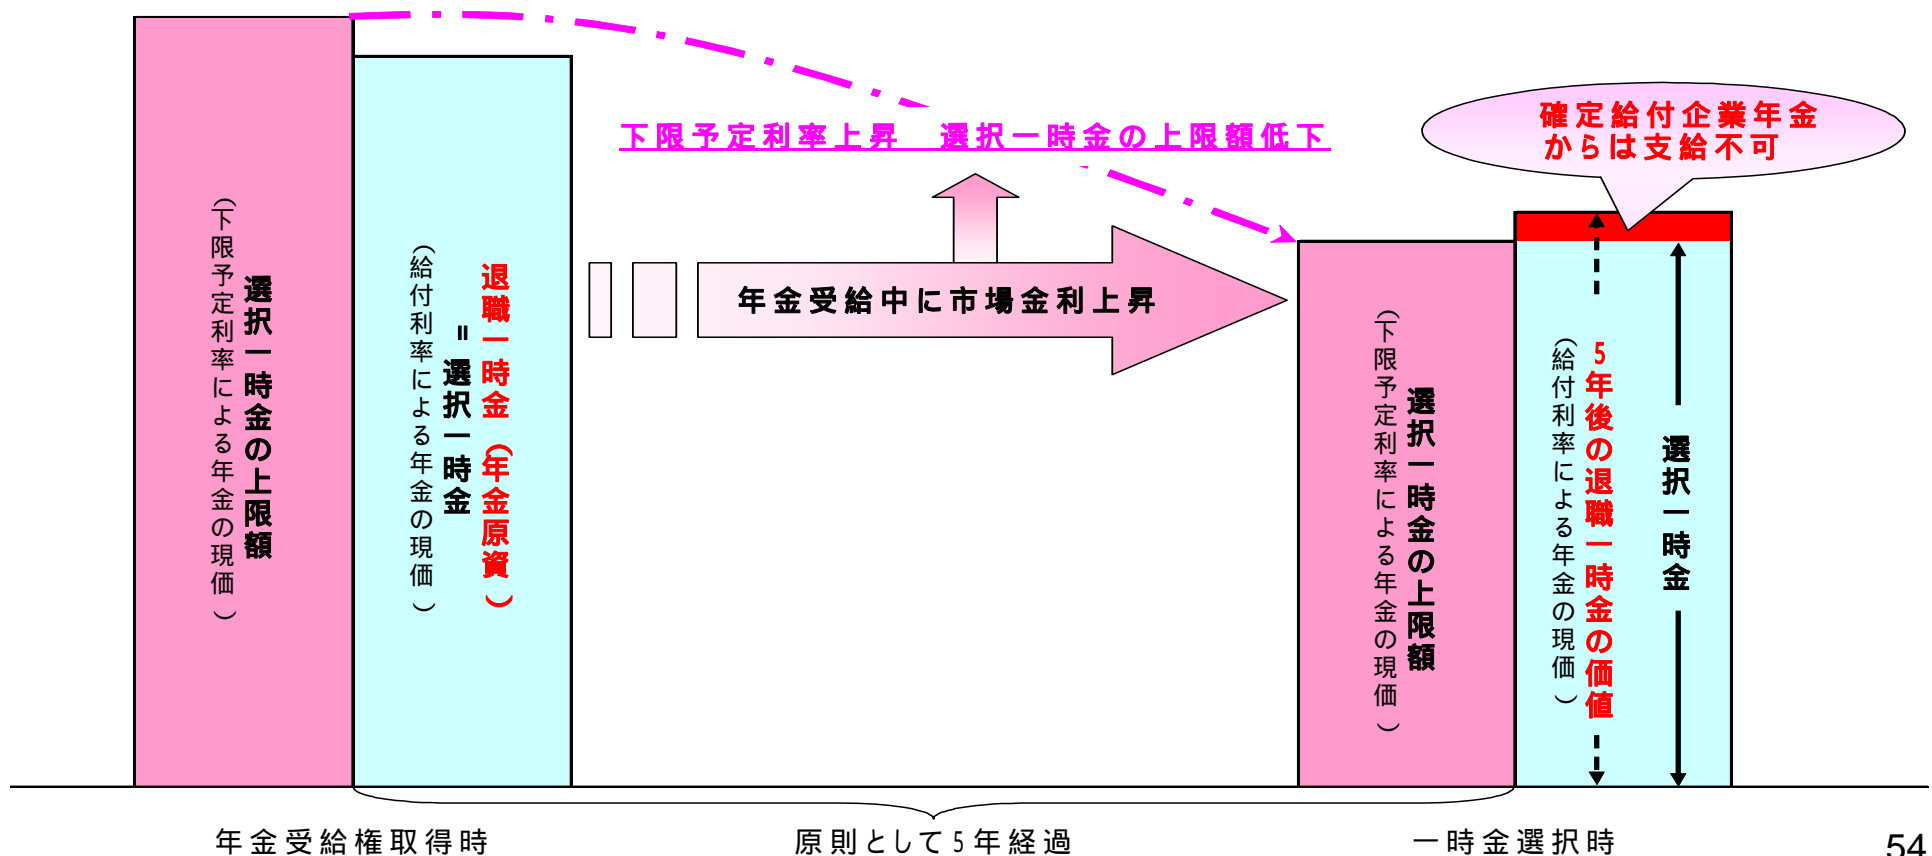 確定給付企業年金
からは支給不可
下限予定利率上昇　選択一時金の上限額低下
年金受給中に市場金利上昇
選択一時金の上限額
（下限予定利率による年金の現価）
退職一時金（年金原資）
＝選択一時金
（給付利率による年金の現価）
選択一時金の上限額
（下限予定利率による年金の現価）
選択一時金
5年後の退職一時金の価値
（給付利率による年金の現価）
年金受給権取得時
原則として5年経過
一時金選択時
54